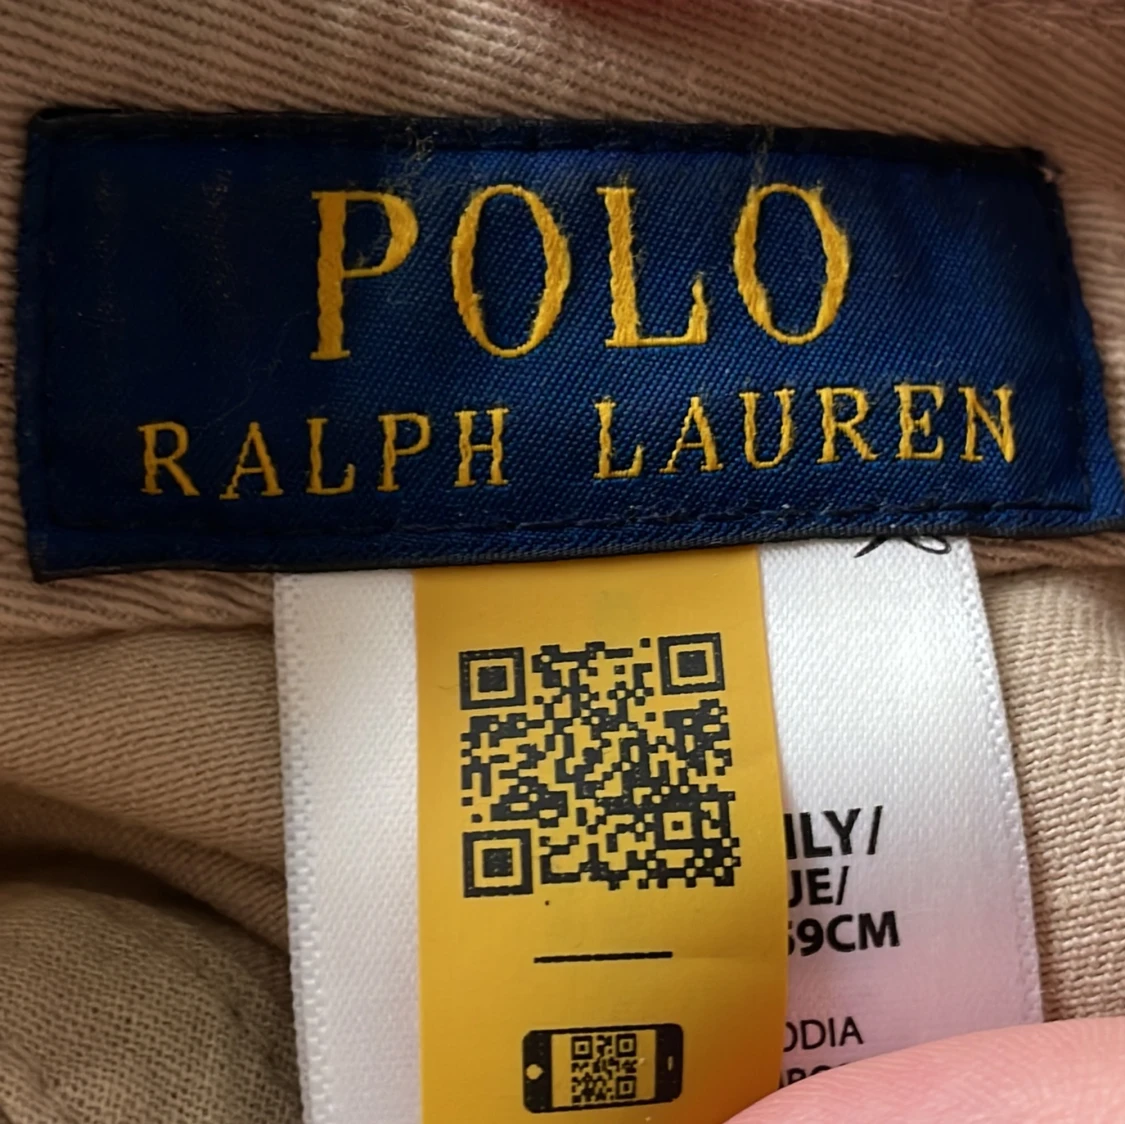 POLO
RALPH LAUREN
ILY/
UE/
59CM
ODIA